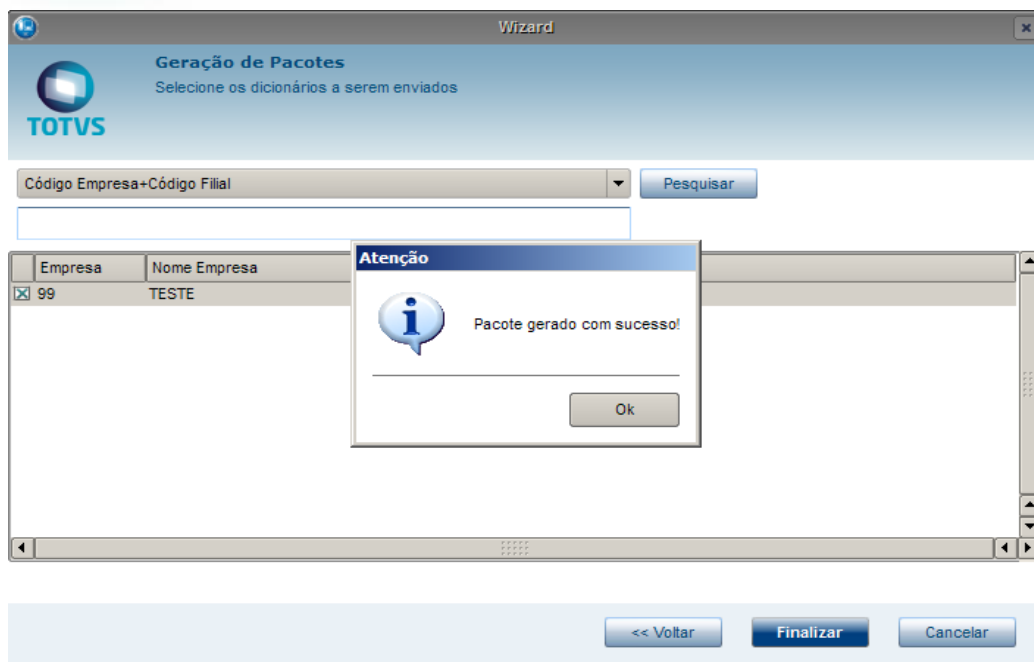 Wizard
Geração de Pacotes
Selecione os dicionários a serem enviados
TOTVS
Código Empresa+Código Filial
Pesquisar
Empresa Nome Empresa
99 TESTE
Atenção
Pacote gerado com sucesso!
Ok
<< Voltar Finalizar Cancelar